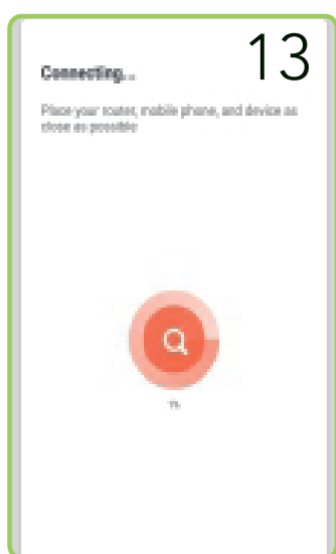 13
Connecting...
Place your router, mobile phone, and device as
close as possible